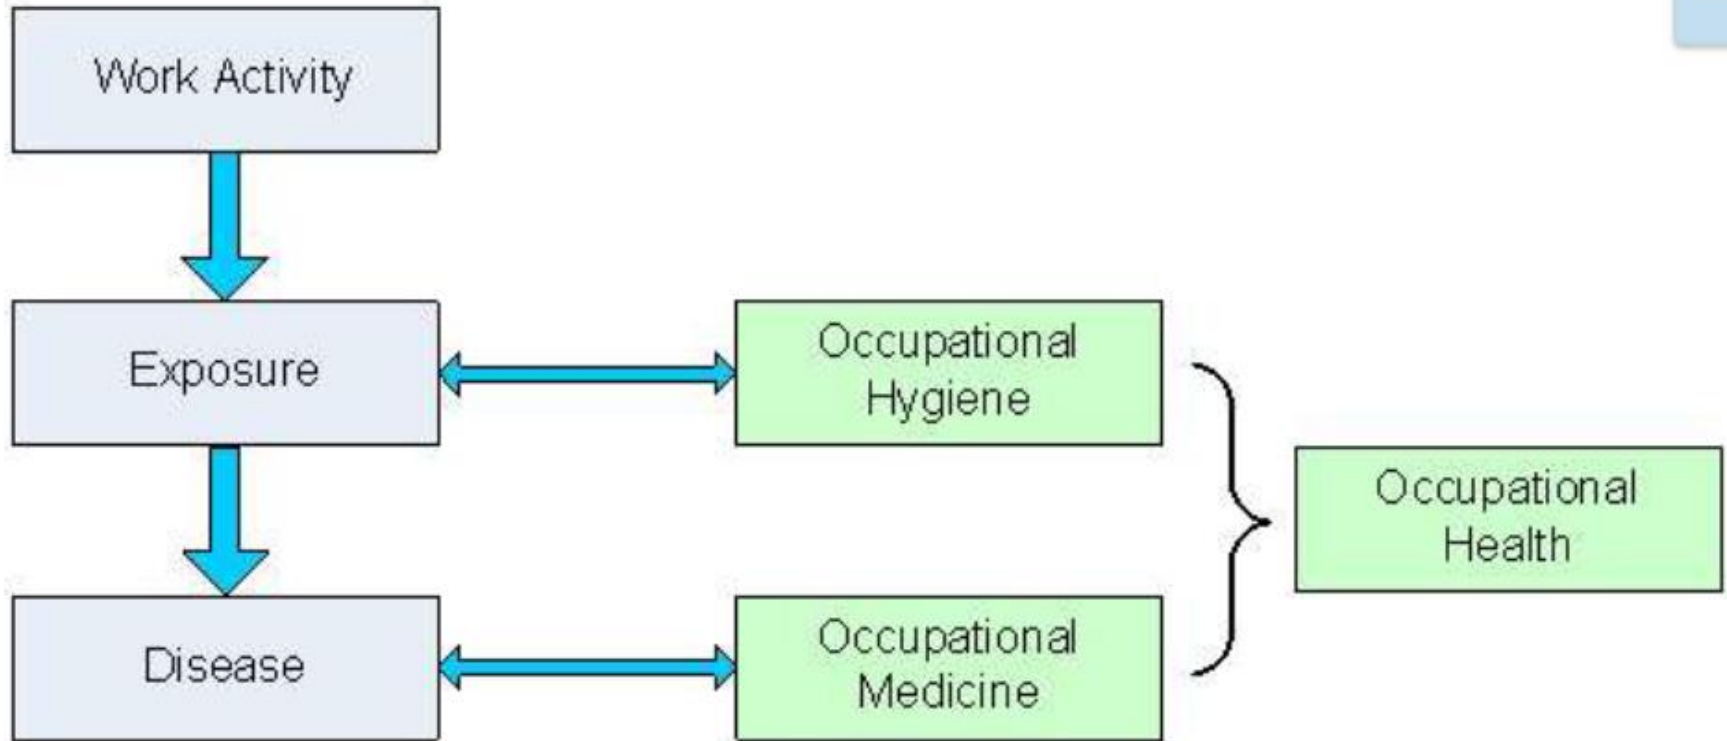 Work Activity
Exposure
Occupational
Hygiene
Occupational
Health
Disease
Occupational
Medicine